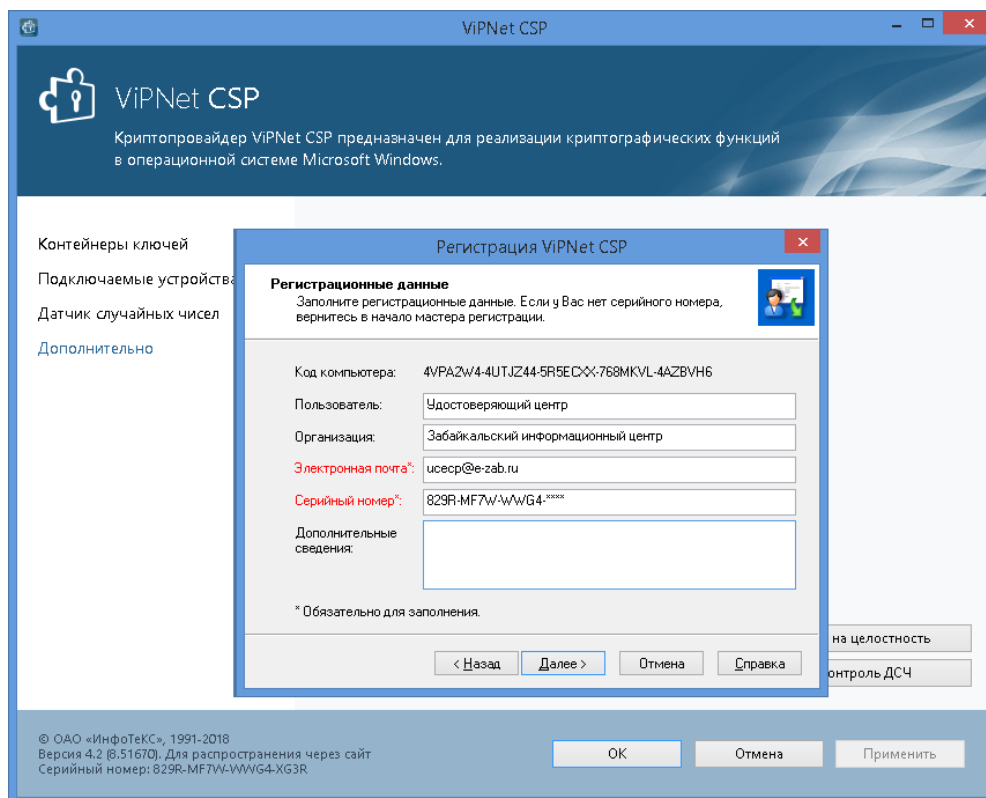 ViPNet CSP
ViPNet CSP
Криптопровайдер ViPNet CSP предназначен для реализации криптографических функций
в операционной системе Microsoft Windows.
Контейнеры ключей
Подключаемые устройства
Датчик случайных чисел
Дополнительно
Регистрация ViPNet CSP
Регистрационные данные
Заполните регистрационные данные. Если у Вас нет серийного номера,
вернитесь в начало мастера регистрации.
Код компьютера: 4VPA2W4-4UTJZ44-5R5ECXX-768MKVL-4AZBVH6
Пользователь: Удостоверяющий центр
Организация: Забайкальский информационный центр
Электронная почта*: ucecp@e-zab.ru
Серийный номер*: 829R-MF7W-WWG4-****
Дополнительные
сведения:
* Обязательно для заполнения.
< Назад Далее > Отмена Справка
на целостность
онтроль ДСЧ
© ОАО «ИнфоТеКС», 1991-2018
Версия 4.2 (8.51670). Для распространения через сайт
Серийный номер: 829R-MF7W-WWG4-XG3R
OK Отмена Применить